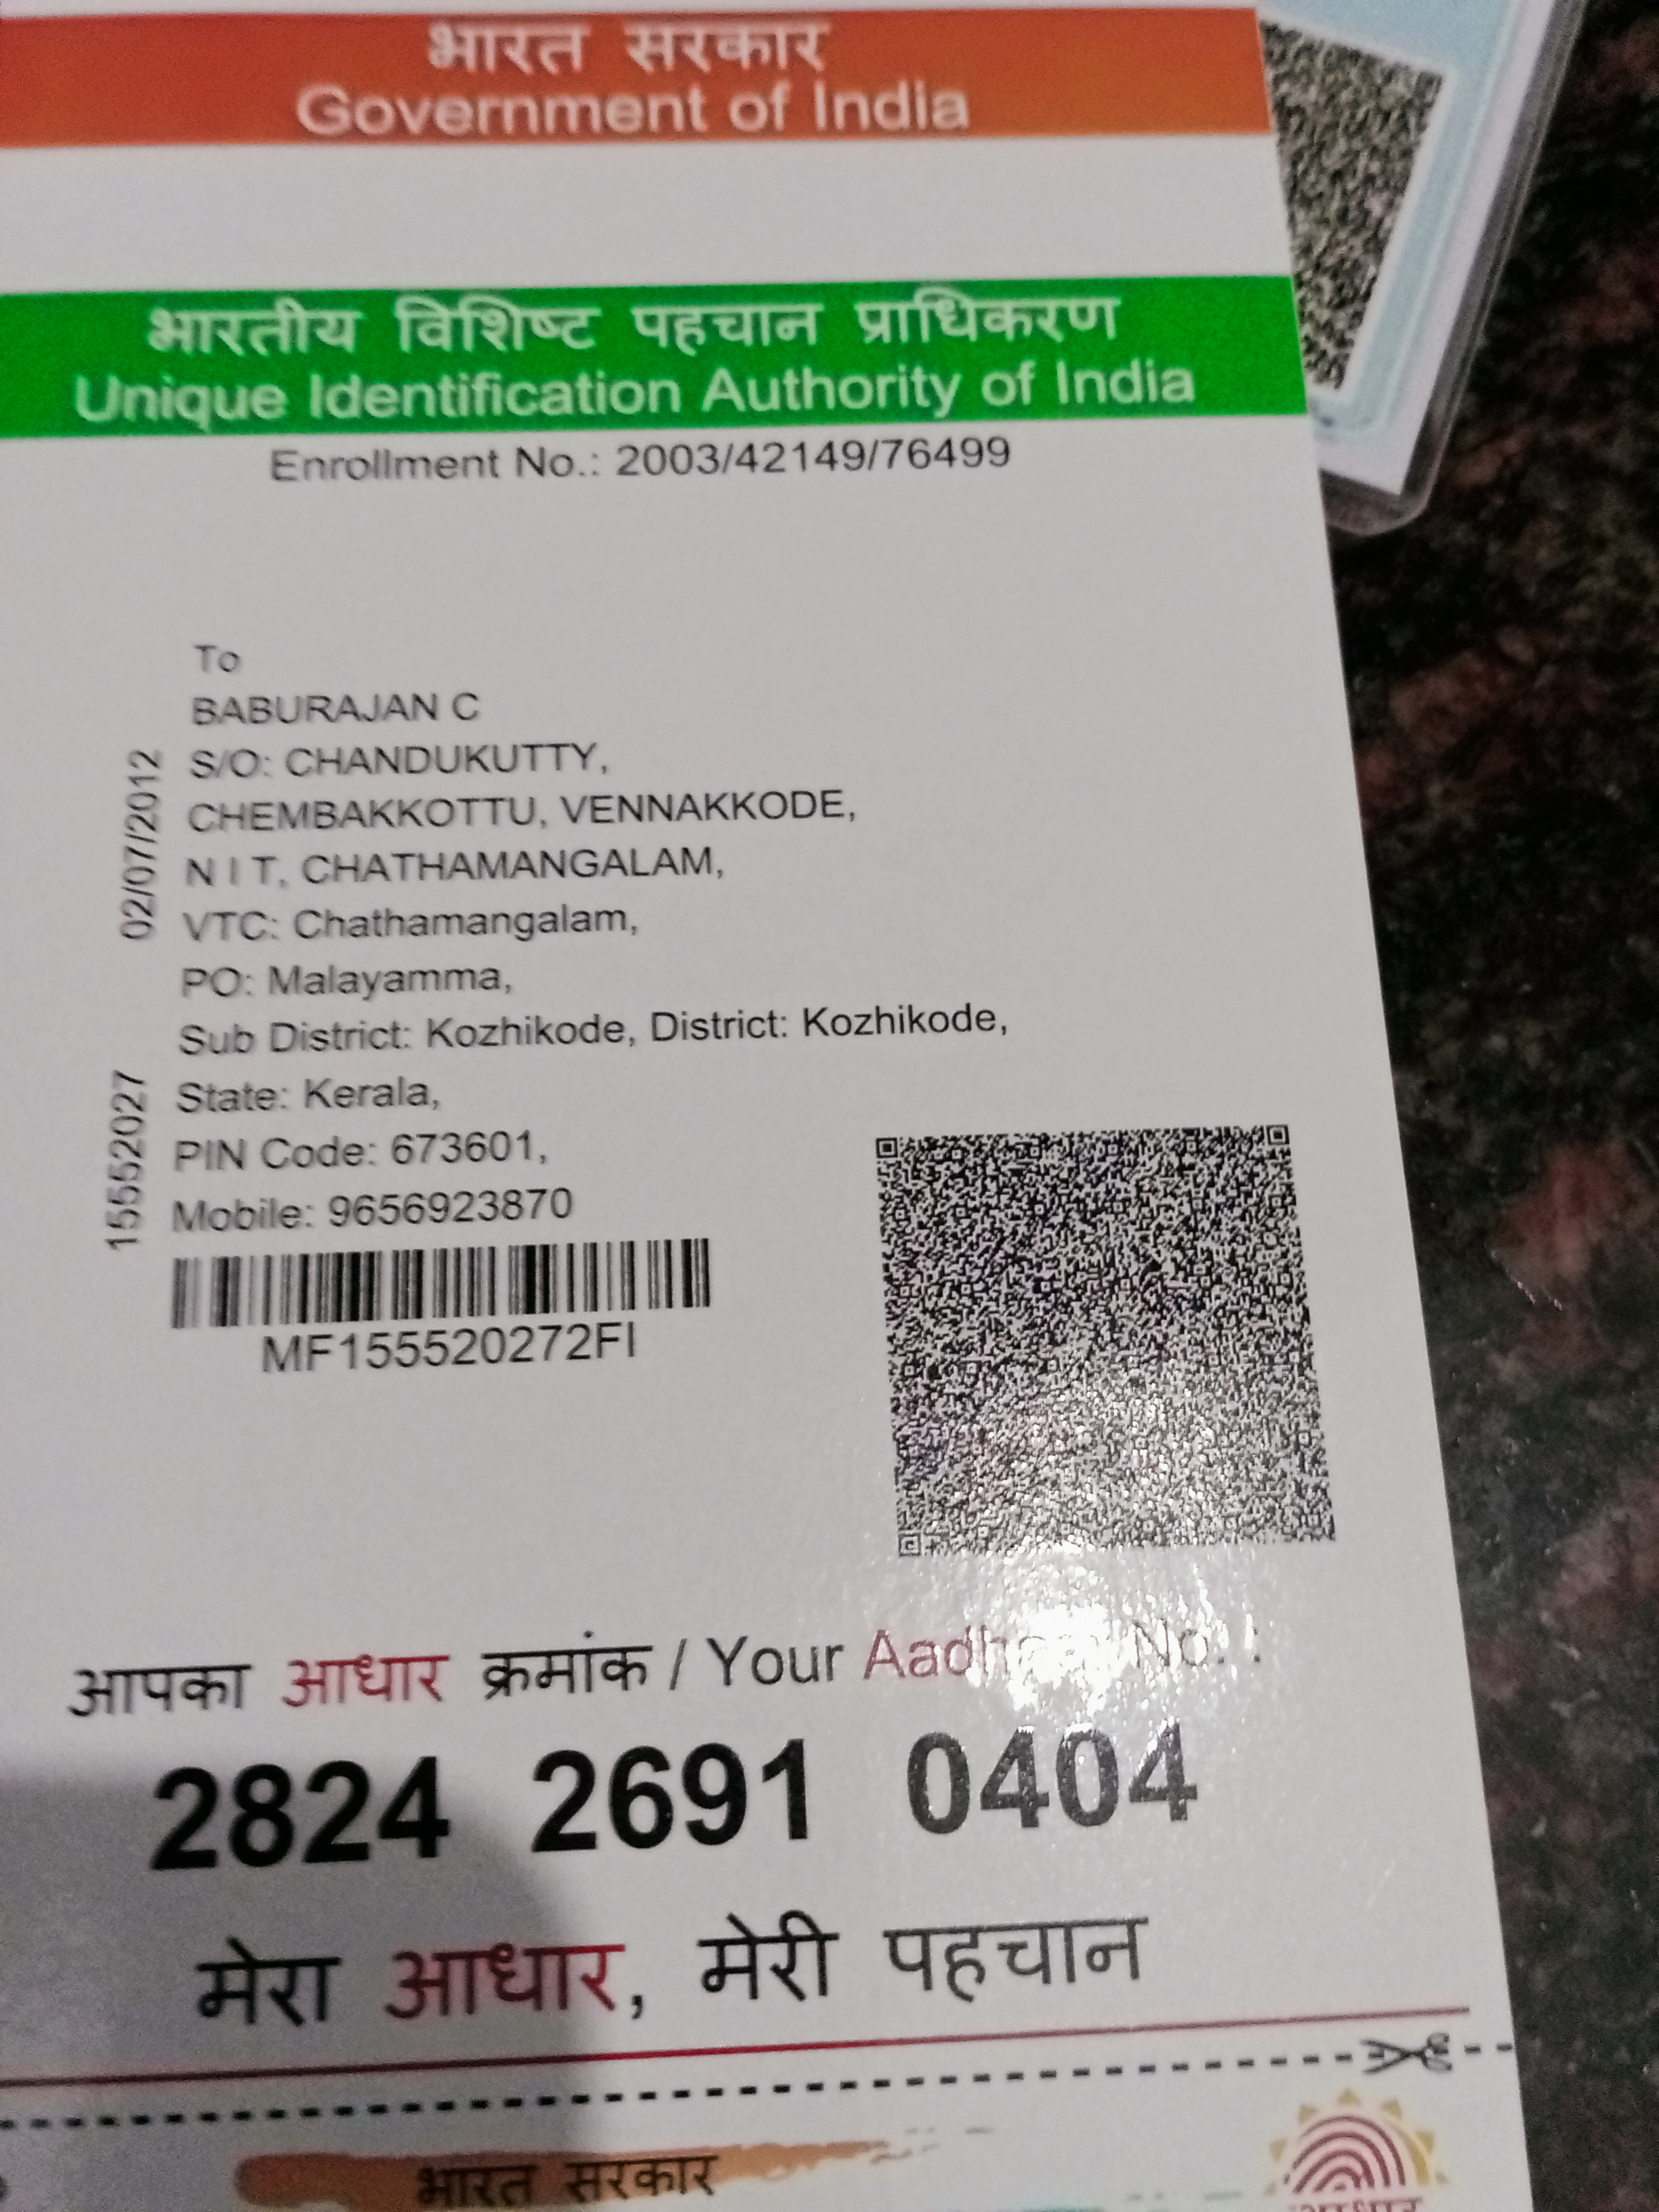 भारत सरकार
Government of India
भारतीय विशिष्ट पहचान प्राधिकरण
Unique Identification Authority of India
Enrollment No.: 2003/42149/76499
To
BABURAJAN C
S/O: CHANDUKUTTY,
CHEMBAKKOTTU, VENNAKKODE,
N I T, CHATHAMANGALAM,
VTC: Chathamangalam,
PO: Malayamma,
Sub District: Kozhikode, District: Kozhikode,
State: Kerala,
PIN Code: 673601,
Mobile: 9656923870
02/07/2012
15552027
MF155520272FI
आपका आधार क्रमांक / Your Aadhaar No. :
2824 2691 0404
मेरा आधार, मेरी पहचान
भारत सरकार